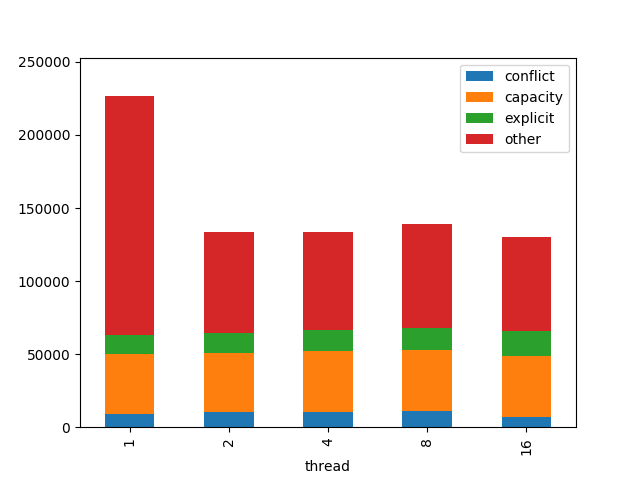 250000
200000
150000
100000
50000
0
conflict
capacity
explicit
other
1
2
4
8
16
thread